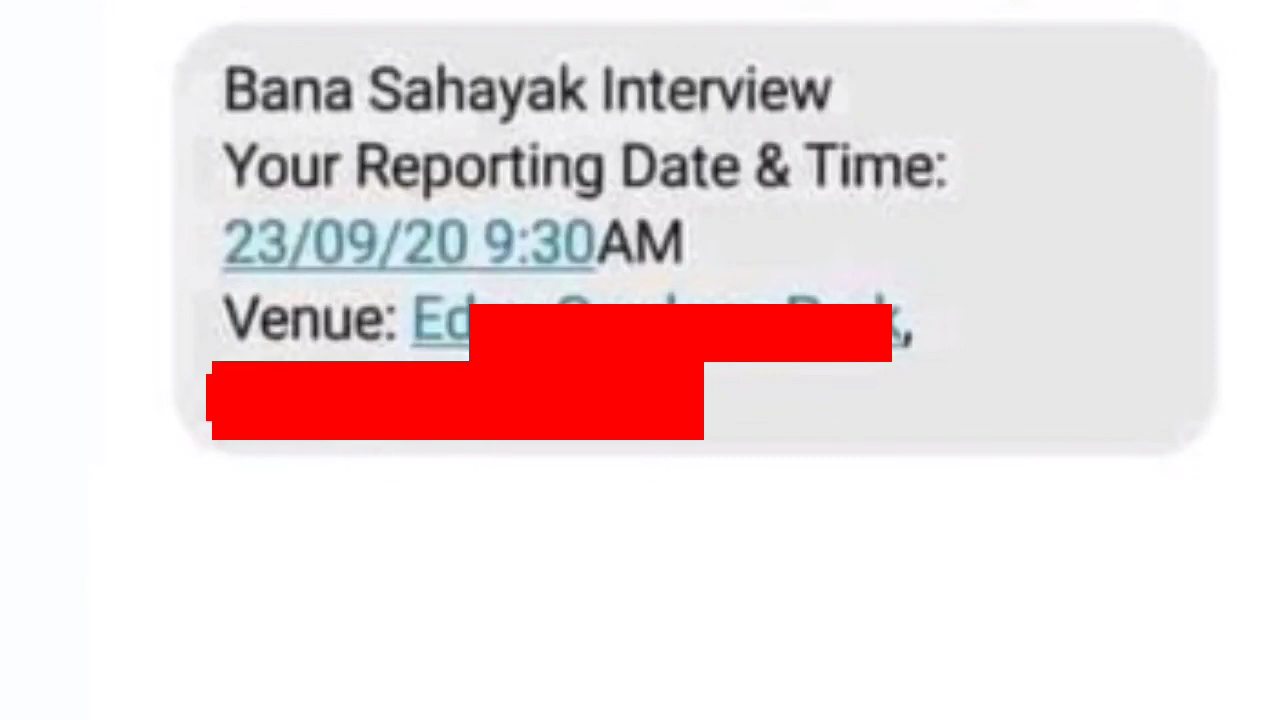 Bana Sahayak Interview
Your Reporting Date & Time:
23/09/20 9:30AM
Venue: